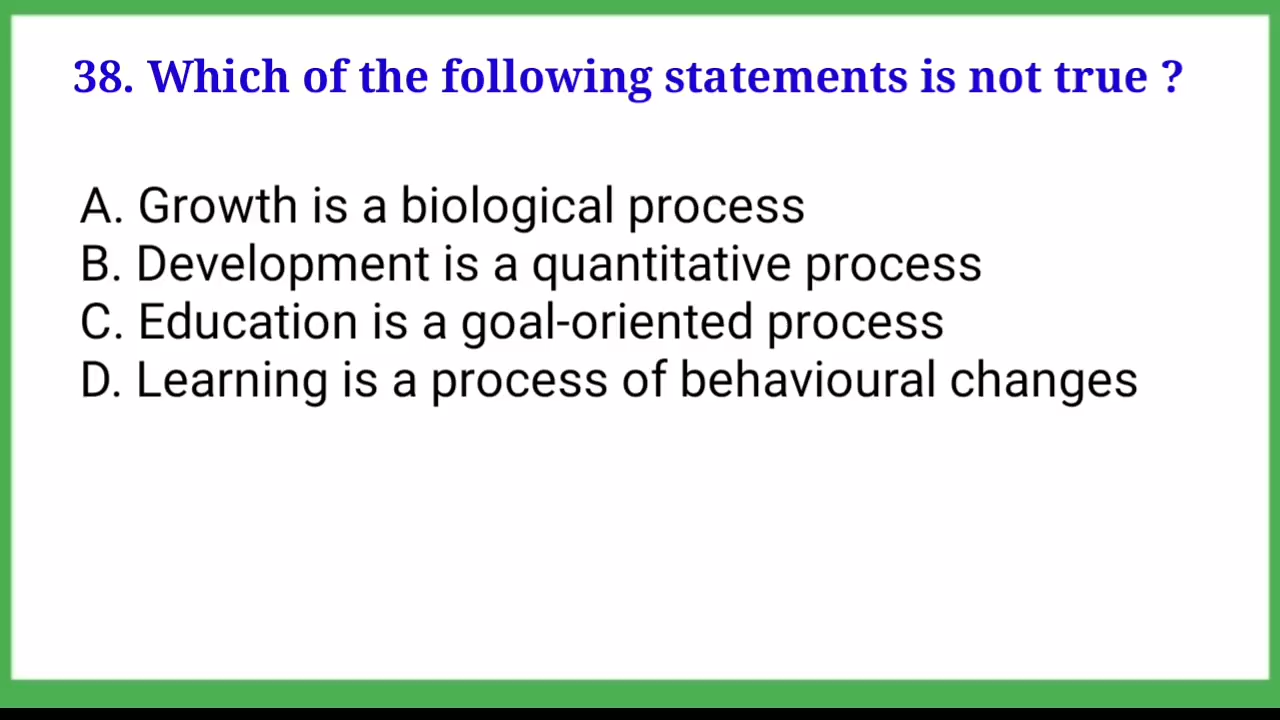 38. Which of the following statements is not true ?
A. Growth is a biological process
B. Development is a quantitative process
C. Education is a goal-oriented process
D. Learning is a process of behavioural changes